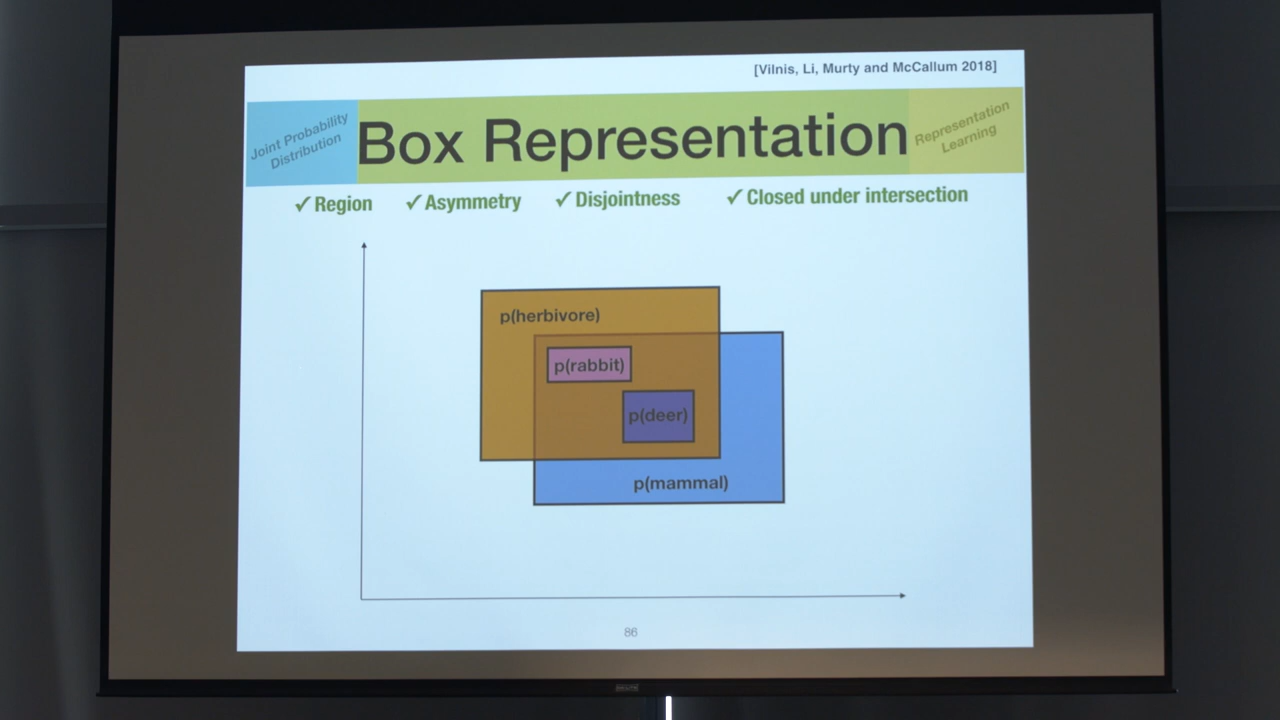 [Vilnis, Li, Murty and McCallum 2018]
Joint Probability
Distribution
Box Representation
Representation
Learning
✓ Region ✓ Asymmetry ✓ Disjointness ✓ Closed under intersection
p(herbivore)
p(rabbit)
p(deer)
p(mammal)
86